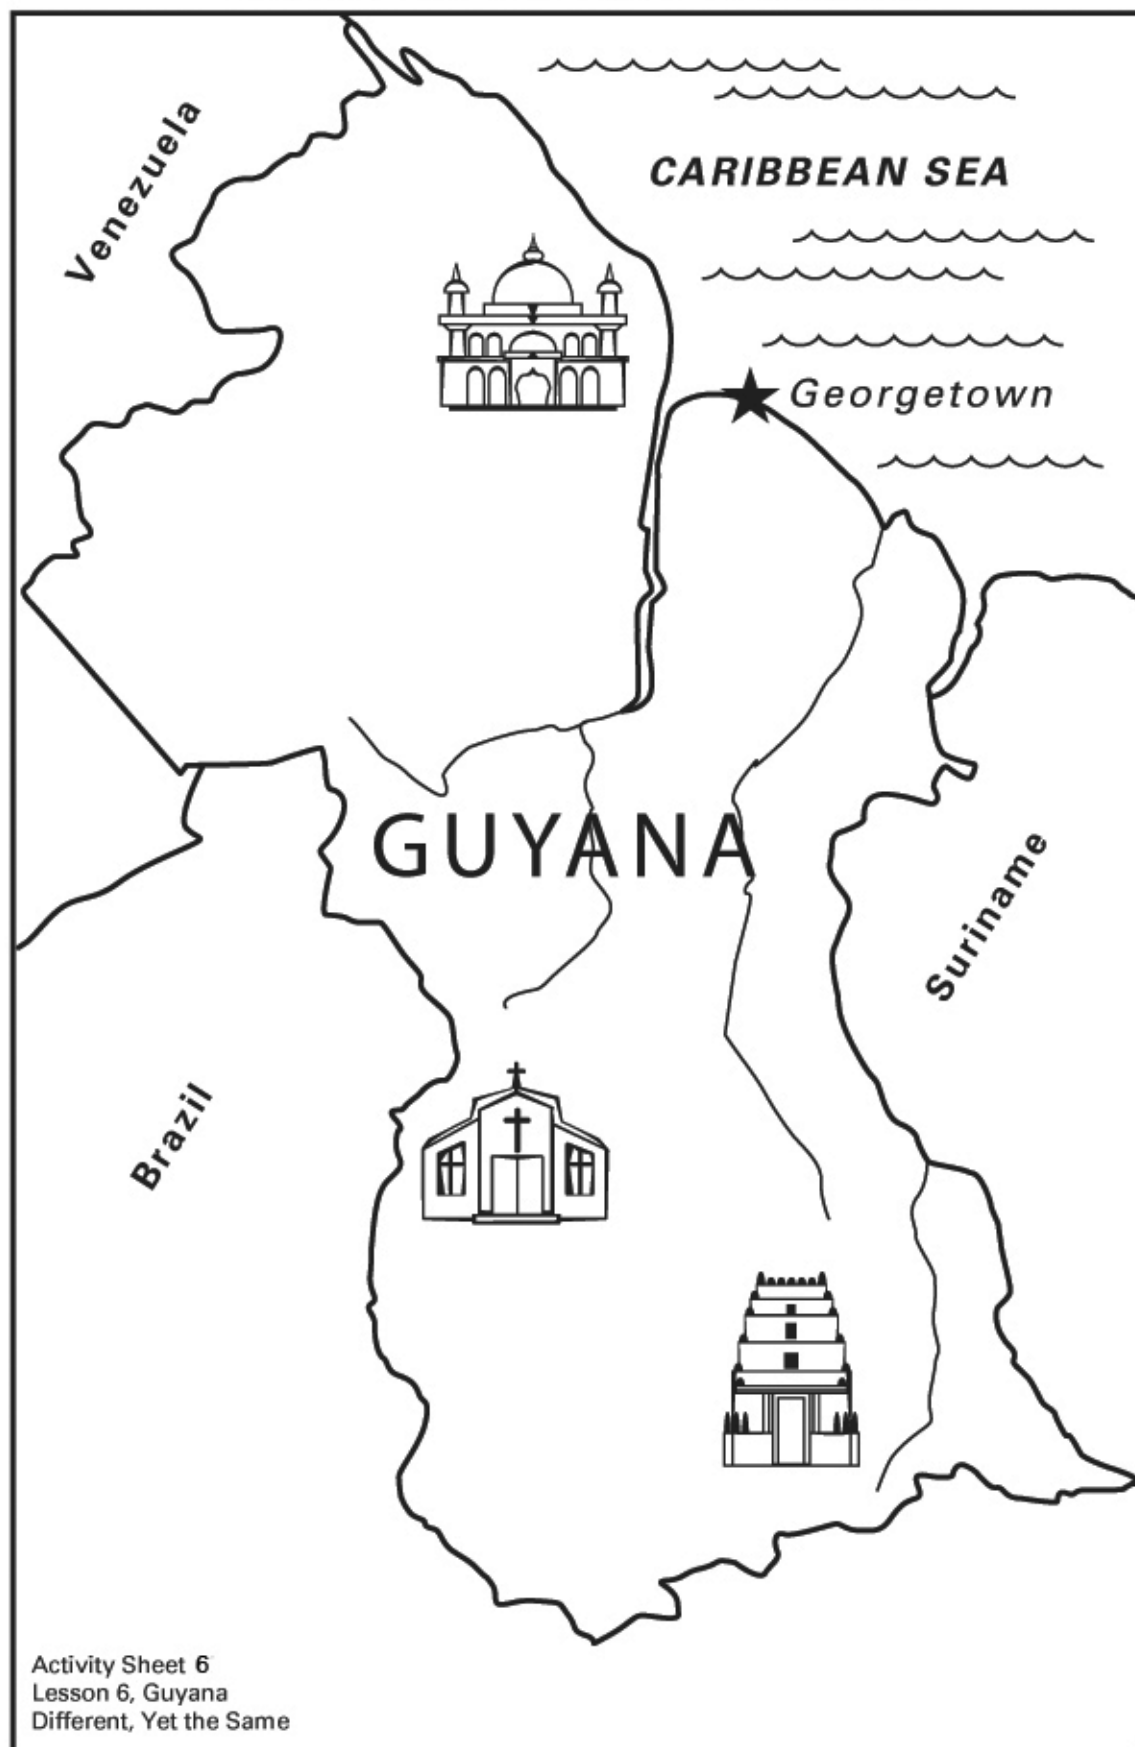 Venezuela
CARIBBEAN SEA
Georgetown
GUYANA
Suriname
Brazil
Activity Sheet 6
Lesson 6, Guyana
Different, Yet the Same